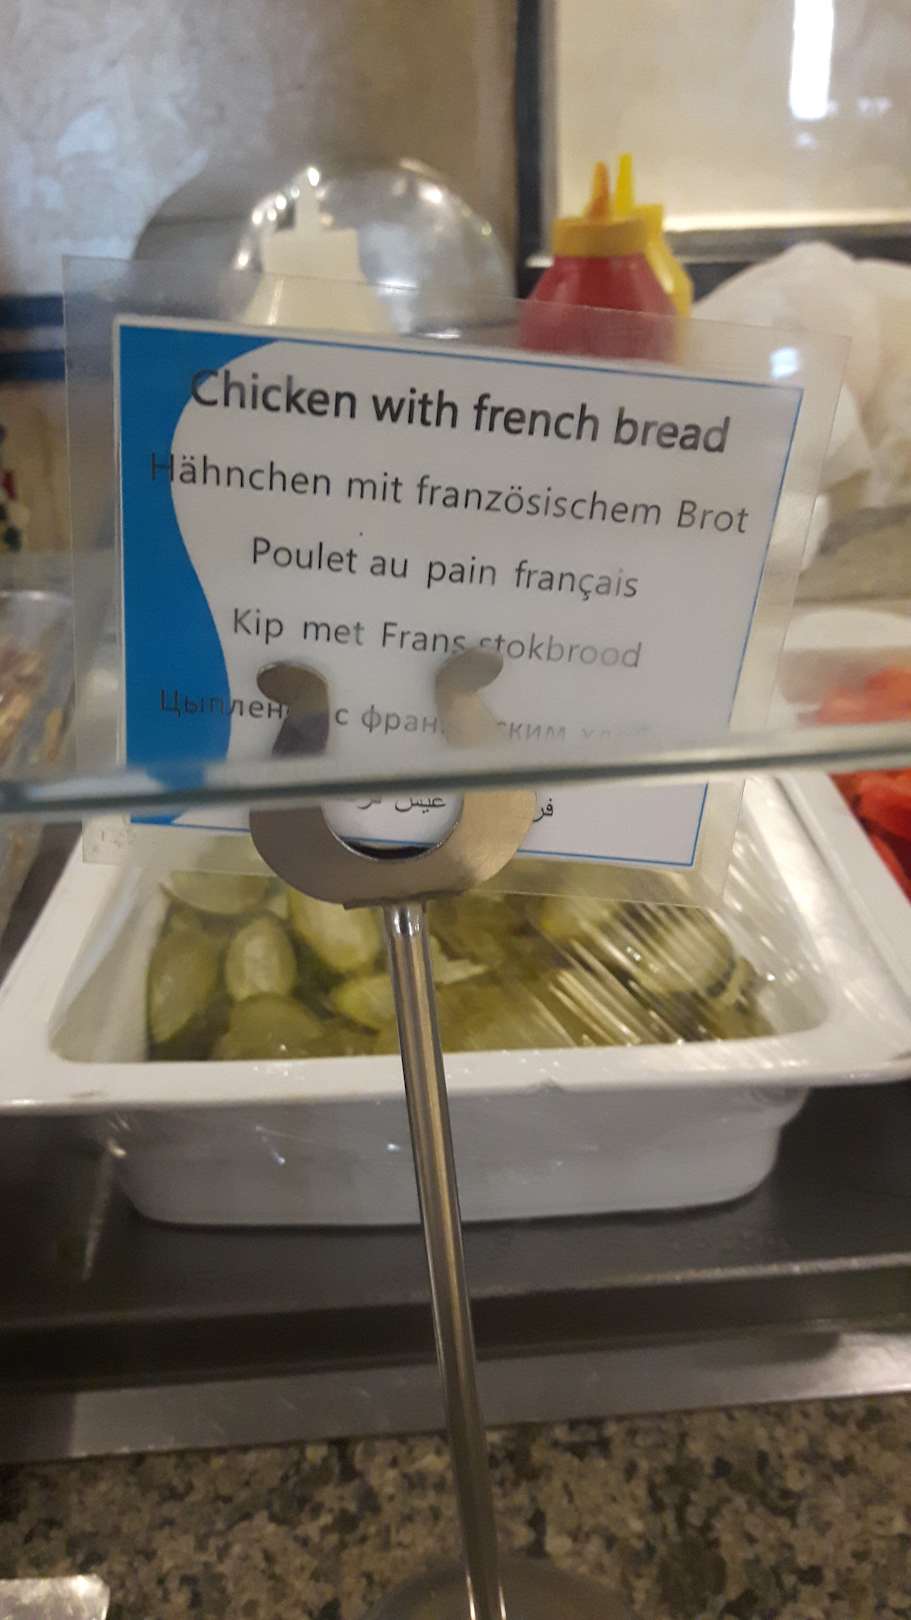 Chicken with french bread
Hähnchen mit französischem Brot
Poulet au pain français
Kip met Frans stokbrood
с
عيش